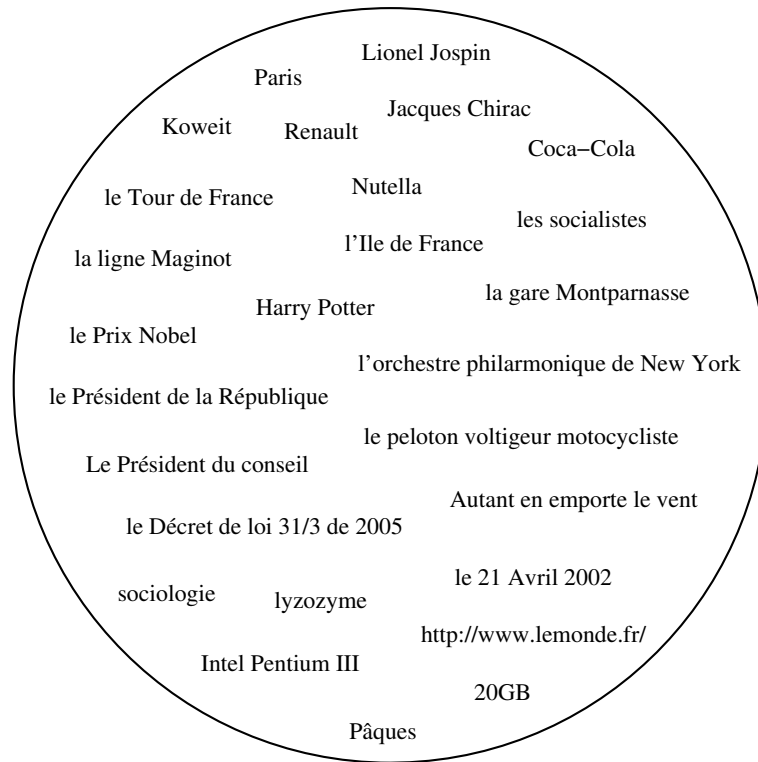 Lionel Jospin
Paris
Jacques Chirac
Koweit
Renault
Coca−Cola
Nutella
le Tour de France
les socialistes
l'Ile de France
la ligne Maginot
la gare Montparnasse
Harry Potter
le Prix Nobel
l'orchestre philarmonique de New York
le Président de la République
le peloton voltigeur motocycliste
Le Président du conseil
Autant en emporte le vent
le Décret de loi 31/3 de 2005
le 21 Avril 2002
sociologie
lyzozyme
http://www.lemonde.fr/
Intel Pentium III
20GB
Pâques